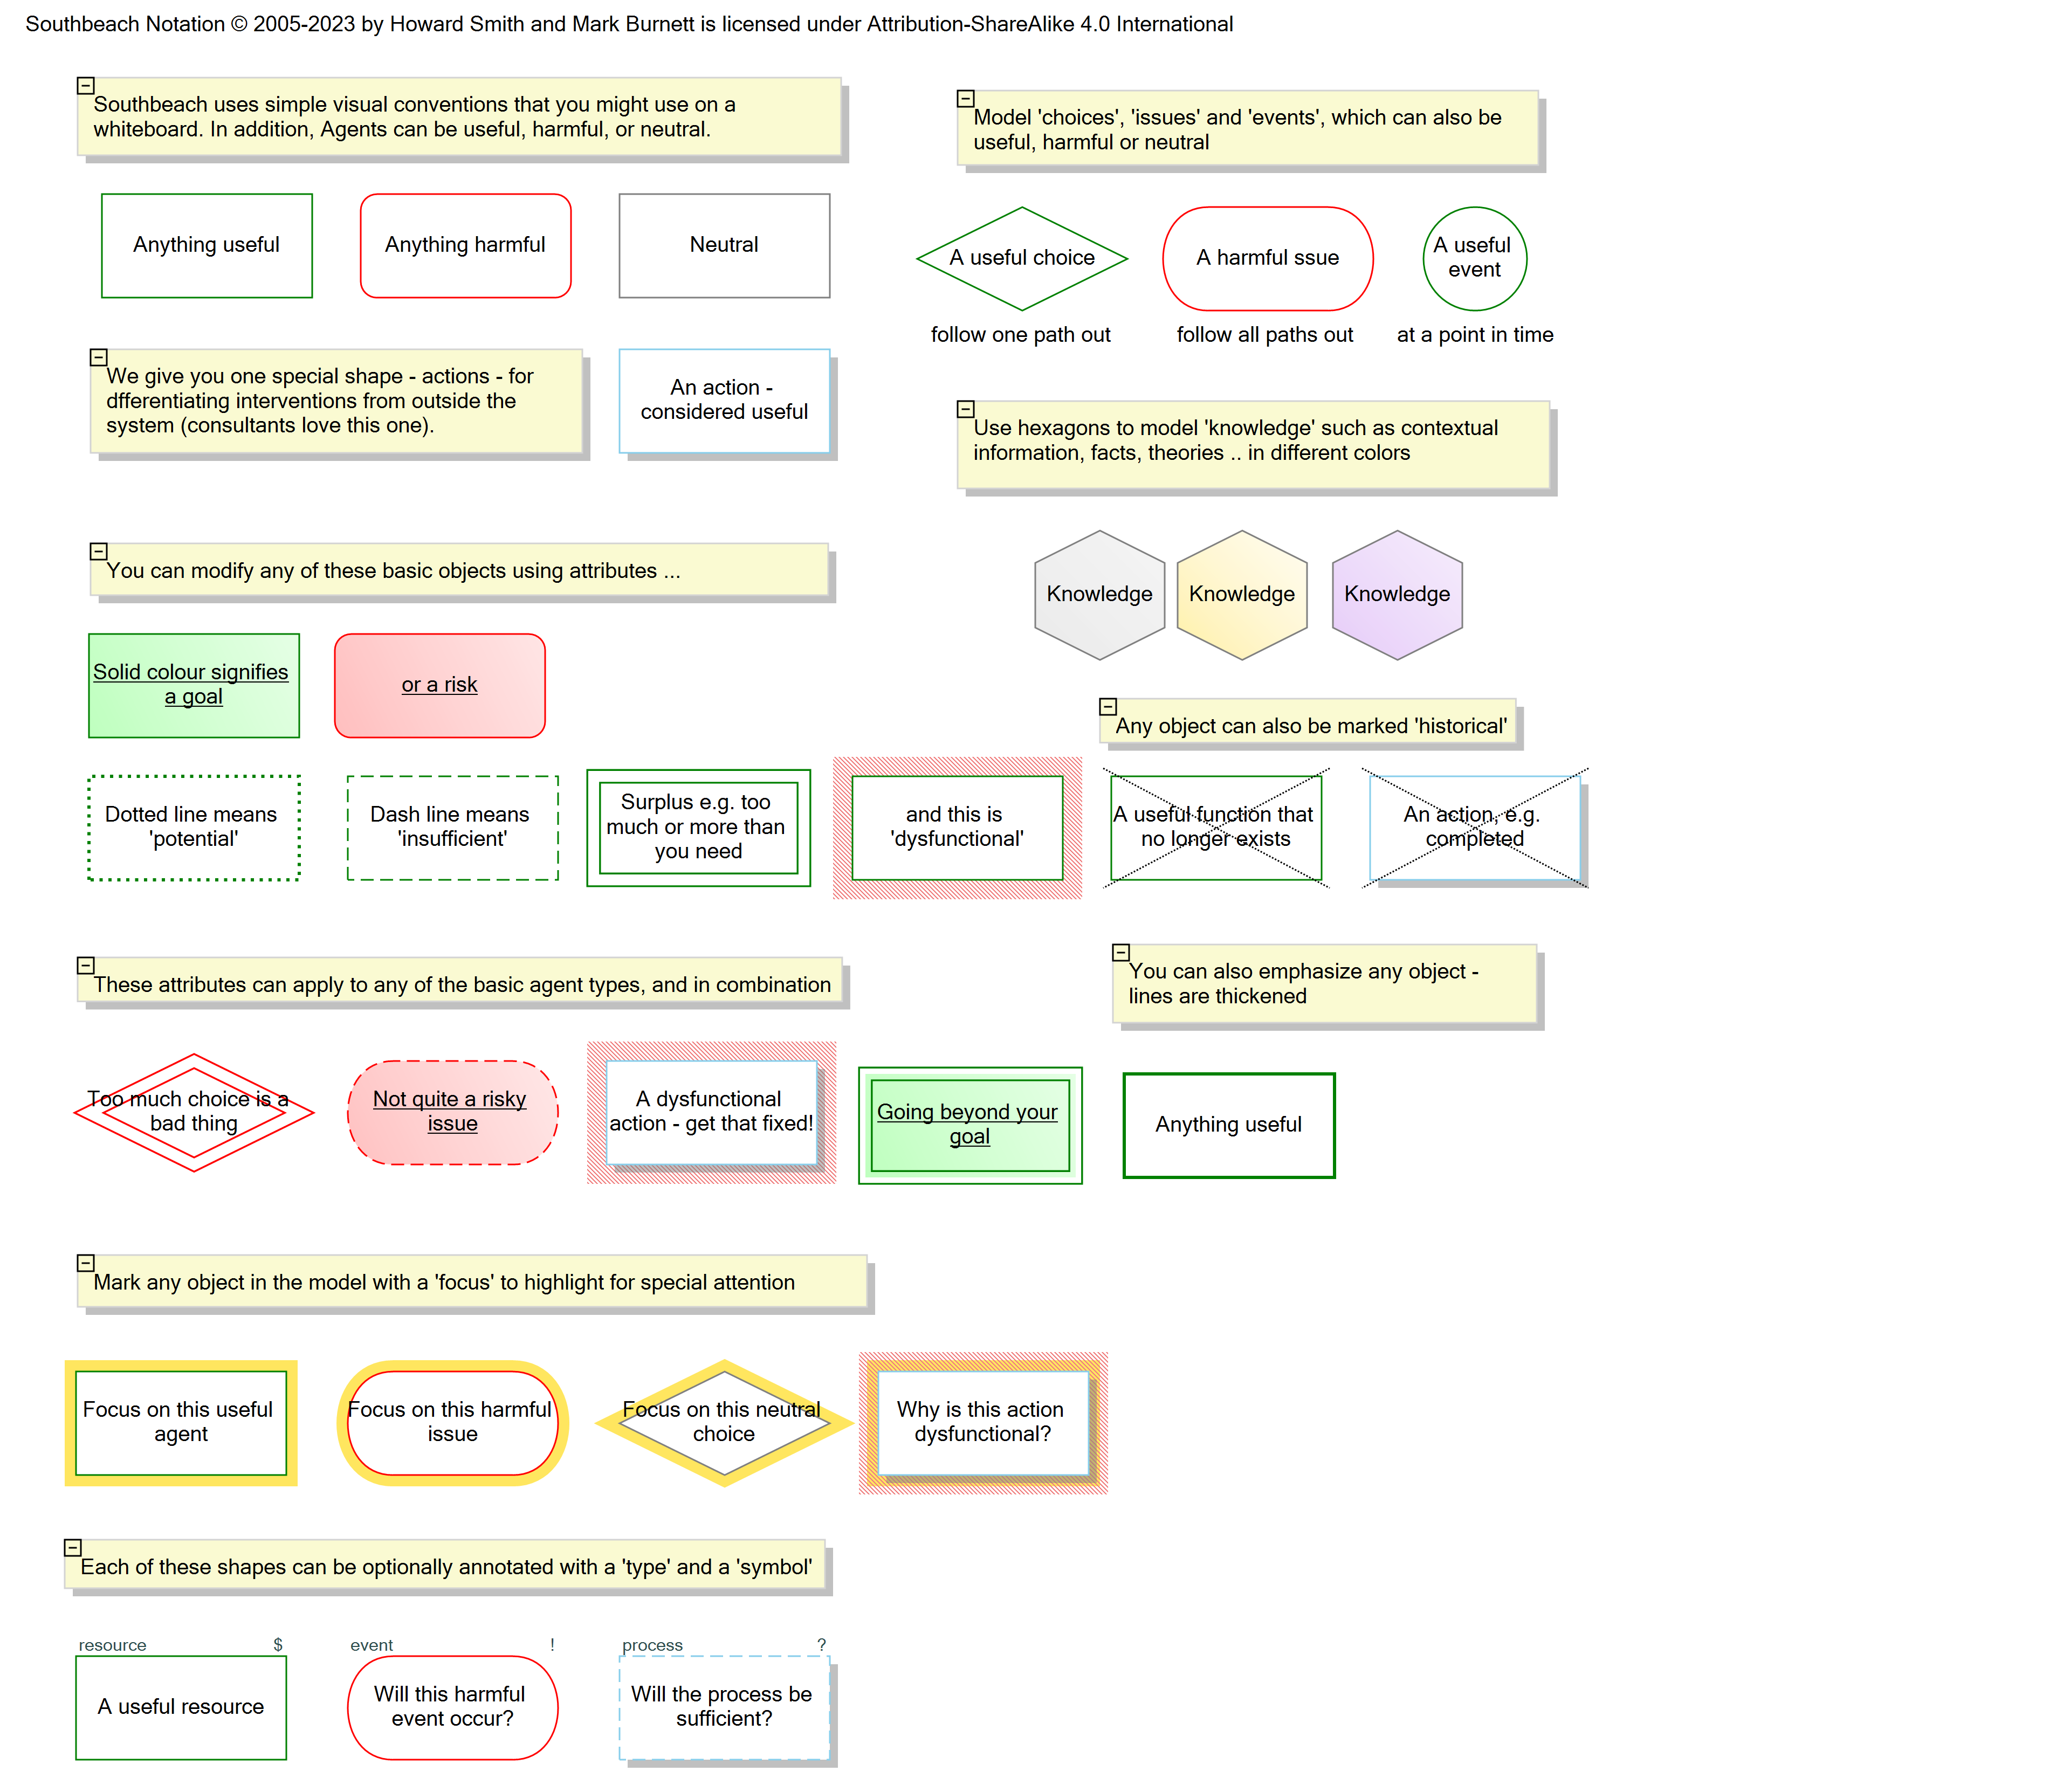 Southbeach Notation © 2005-2023 by Howard Smith and Mark Burnett is licensed under Attribution-ShareAlike 4.0 International
Southbeach uses simple visual conventions that you might use on a
whiteboard. In addition, Agents can be useful, harmful, or neutral.
Anything useful
Anything harmful
Neutral
We give you one special shape - actions - for
dfferentiating interventions from outside the
system (consultants love this one).
An action -
considered useful
Model 'choices', 'issues' and 'events', which can also be
useful, harmful or neutral
A useful choice
A harmful ssue
A useful
event
follow one path out
follow all paths out
at a point in time
Use hexagons to model 'knowledge' such as contextual
information, facts, theories .. in different colors
Knowledge
Knowledge
Knowledge
You can modify any of these basic objects using attributes ...
Solid colour signifies
a goal
or a risk
Dotted line means
'potential'
Dash line means
'insufficient'
Surplus e.g. too
much or more than
you need
and this is
'dysfunctional'
Any object can also be marked 'historical'
A useful function that
no longer exists
An action, e.g.
completed
These attributes can apply to any of the basic agent types, and in combination
Too much choice is a
bad thing
Not quite a risky
issue
A dysfunctional
action - get that fixed!
Going beyond your
goal
You can also emphasize any object -
lines are thickened
Anything useful
Mark any object in the model with a 'focus' to highlight for special attention
Focus on this useful
agent
Focus on this harmful
issue
Focus on this neutral
choice
Why is this action
dysfunctional?
Each of these shapes can be optionally annotated with a 'type' and a 'symbol'
resource $
A useful resource
event !
Will this harmful
event occur?
process ?
Will the process be
sufficient?